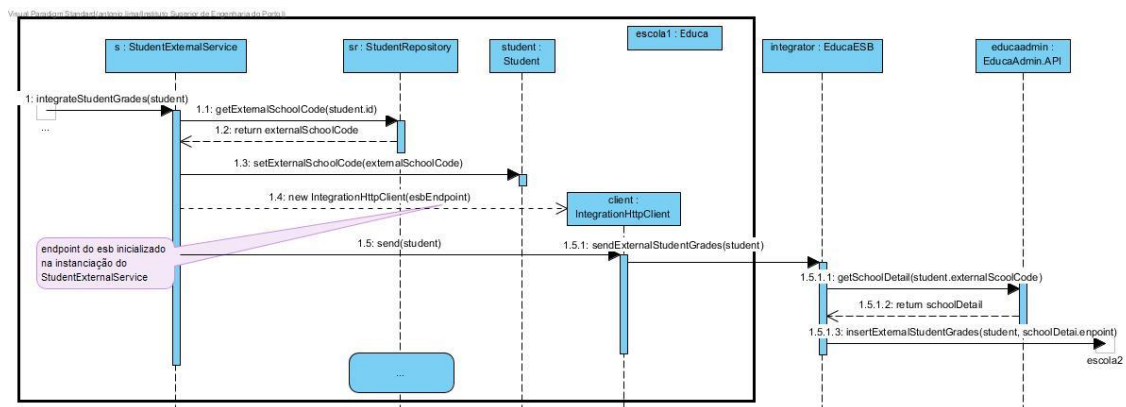 Visual Paradigm Standard(antonio lima(Instituto Superior de Engenharia do Porto))
s : StudentExternalService
sr : StudentRepository
student :
Student
escola1 : Educa
integrator : EducaESB
educaadmin :
EducaAdmin.API
1: integrateStudentGrades(student)
...
1.1: getExternalSchoolCode(student.id)
1.2: return externalSchoolCode
1.3: setExternalSchoolCode(externalSchoolCode)
1.4: new IntegrationHttpClient(esbEndpoint)
client :
IntegrationHttpClient
endpoint do esb inicializado
na instanciação do
StudentExternalService
1.5: send(student)
1.5.1: sendExternalStudentGrades(student)
1.5.1.1: getSchoolDetail(student.externalScoolCode)
1.5.1.2: return schoolDetail
1.5.1.3: insertExternalStudentGrades(student, schoolDetai.enpoint)
escola2
...